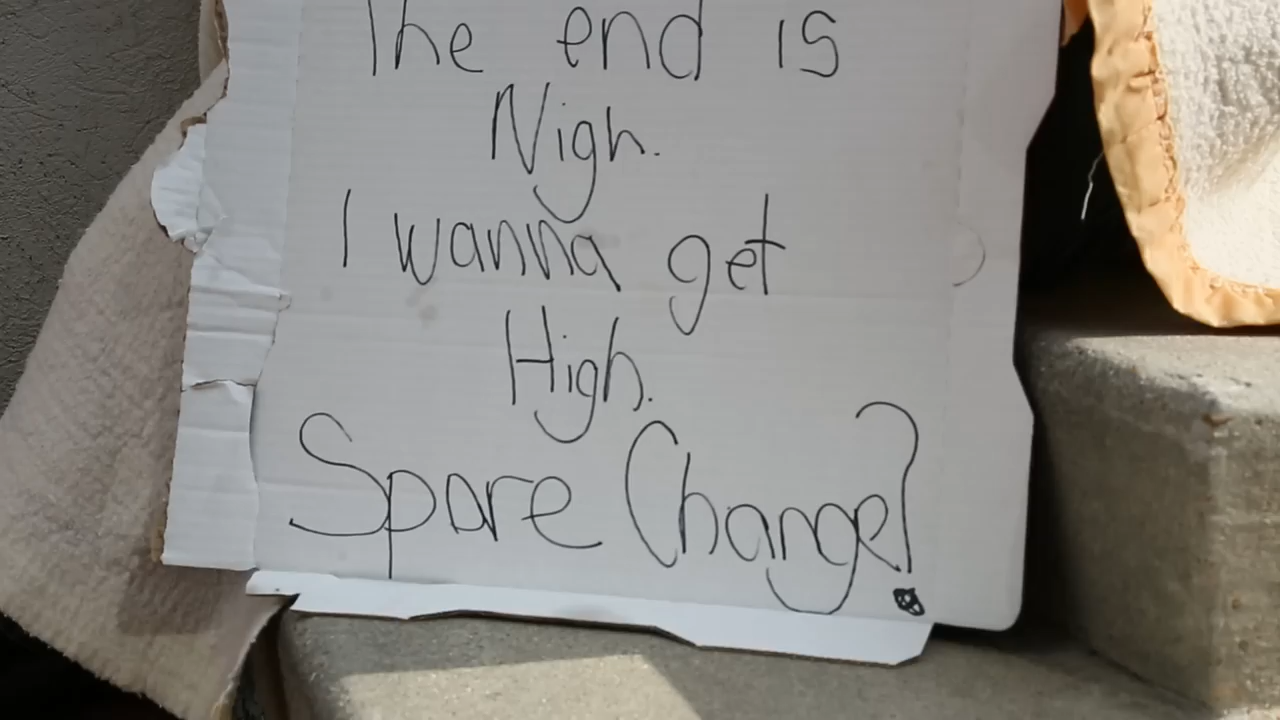 The end is
Nigh.
I wanna get
High.
Spare Change?